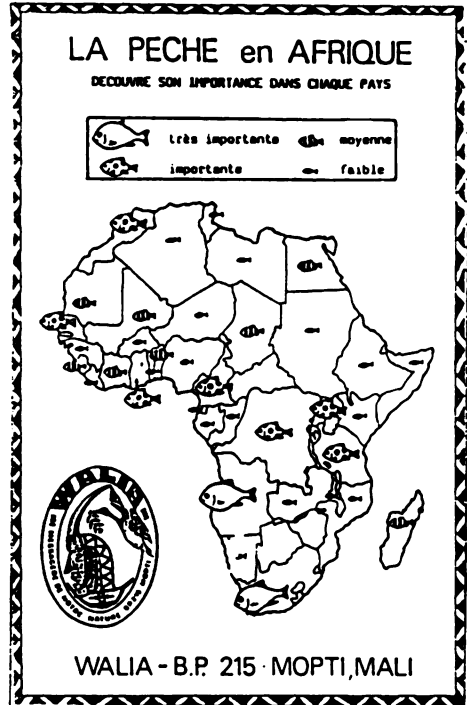 LA PECHE en AFRIQUE
DECOUVRE SON IMPORTANCE DANS CHAQUE PAYS
très importante
moyenne
importante
faible
WALIA
WALIA - B.P. 215 · MOPTI, MALI